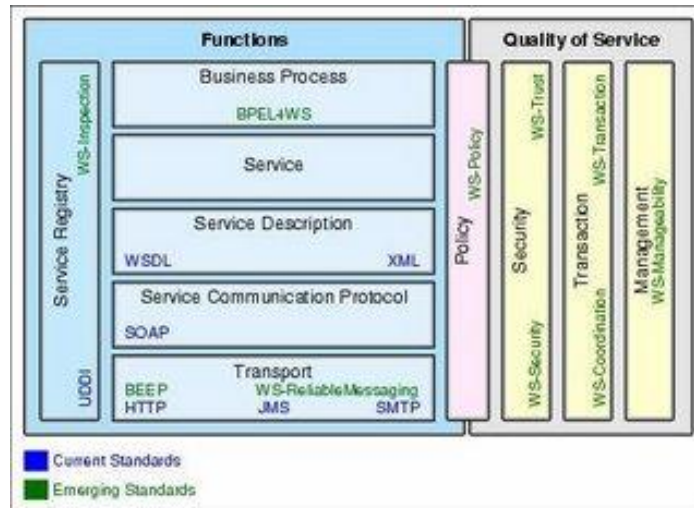 Functions
Quality of Service
Service Registry
WS-Inspection
UDDI
Business Process
BPEL4WS
Service
Service Description
WSDL XML
Service Communication Protocol
SOAP
Transport
BEEP WS-ReliableMessaging
HTTP JMS SMTP
Policy
WS-Policy
Security
WS-Trust
WS-Security
Transaction
WS-Transaction
WS-Coordination
Management
WS-Manageability
Current Standards
Emerging Standards